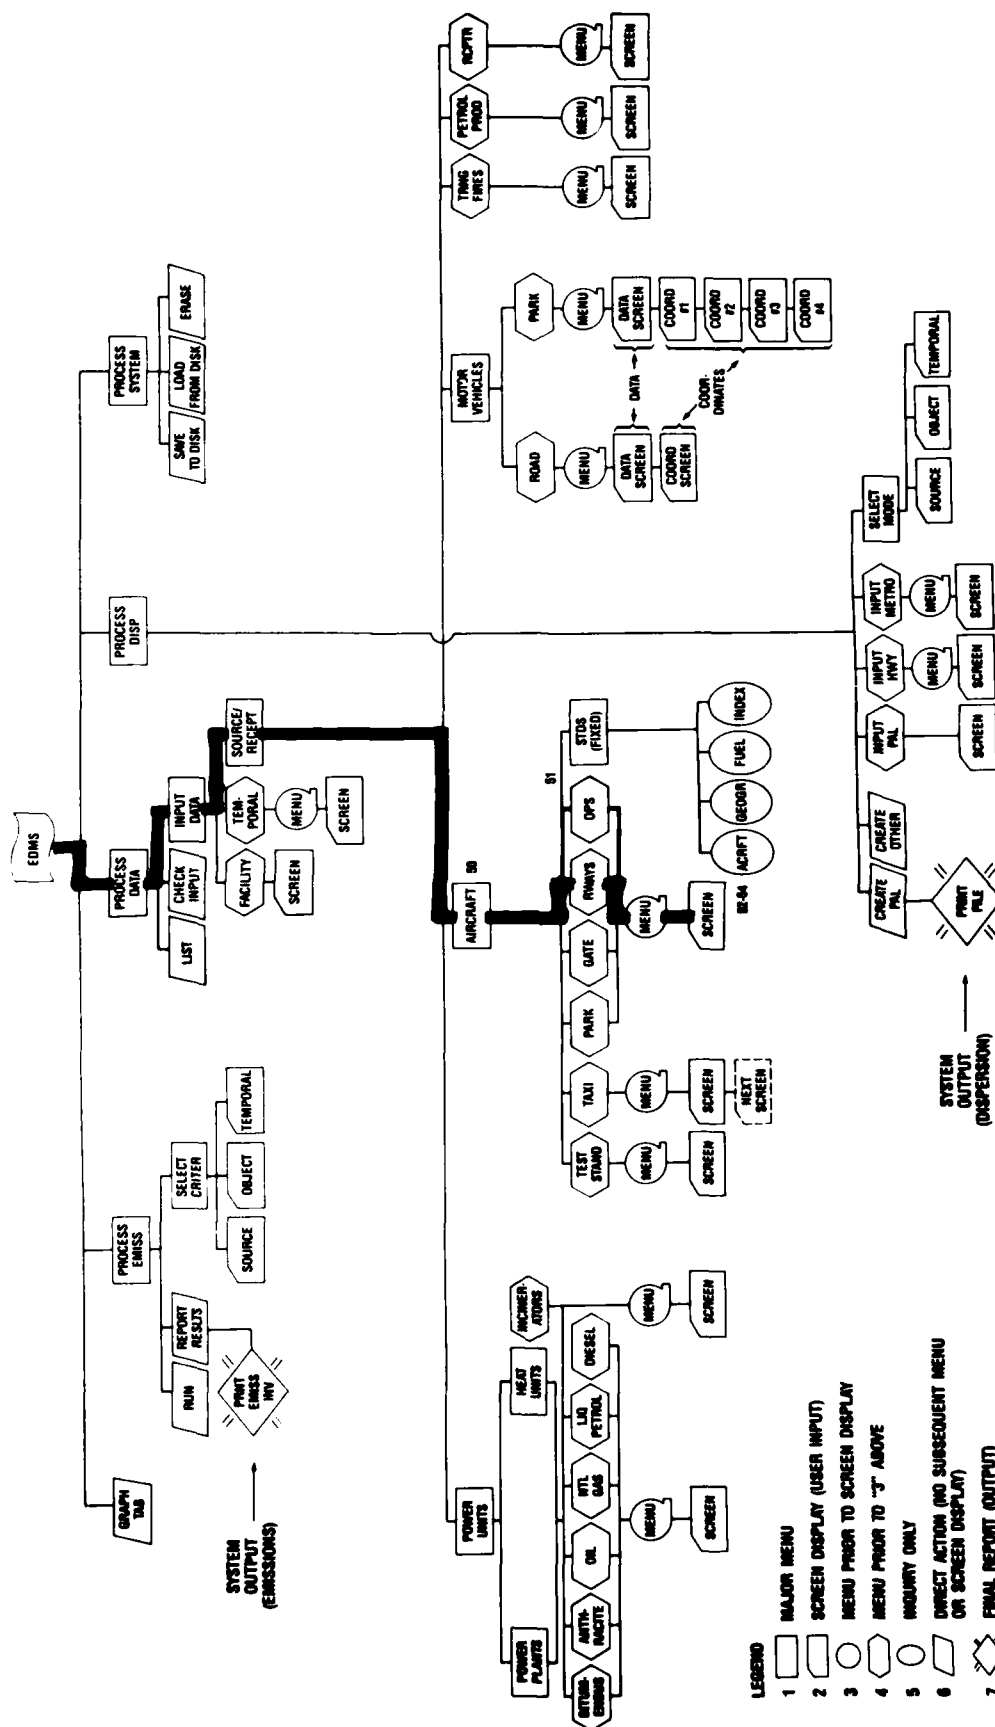 EDMS
GRAPH
TAB
PROCESS
EMISS
PROCESS
DATA
PROCESS
DISP
PROCESS
SYSTEM
RUN
REPORT
RESULTS
SELECT
CRITER
LIST
CHECK
INPUT
INPUT
DATA
SAVE
TO DISK
LOAD
FROM DISK
ERASE
PRINT
EMISS
INV
SOURCE
OBJECT
TEMPORAL
FACILITY
TEM-
PORAL
SOURCE/
RECEPT
SYSTEM
OUTPUT
(EMISSIONS)
SCREEN
MENU
SCREEN
POWER
UNITS
AIRCRAFT
50
MOTOR
VEHICLES
TRNG
FIRES
PETROL
PROD
RCPTR
MENU
MENU
MENU
SCREEN
SCREEN
SCREEN
POWER
PLANTS
HEAT
UNITS
INCINER-
ATORS
ROAD
PARK
MENU
MENU
51
BITUM-
ENOUS
ANTH-
RACITE
OIL
NTL
GAS
LIQ
PETROL
DIESEL
TEST
STAND
TAXI
PARK
GATE
RWAYS
OPS
STDS
(FIXED)
DATA
SCREEN
DATA
DATA
SCREEN
COORD
SCREEN
COOR-
DINATES
COORD
#1
COORD
#2
COORD
#3
COORD
#4
MENU
MENU
MENU
MENU
MENU
SCREEN
SCREEN
SCREEN
SCREEN
SCREEN
NEXT
SCREEN
52-54
ACRFT
GEOGR
FUEL
INDEX
CREATE
PAL
CREATE
OTHER
INPUT
PAL
INPUT
HWY
INPUT
METRO
SELECT
MODE
MENU
MENU
SOURCE
OBJECT
TEMPORAL
PRINT
FILE
SCREEN
SCREEN
SCREEN
SYSTEM
OUTPUT
(DISPERSION)
LEGEND
1 MAJOR MENU
2 SCREEN DISPLAY (USER INPUT)
3 MENU PRIOR TO SCREEN DISPLAY
4 MENU PRIOR TO "3" ABOVE
5 INQUIRY ONLY
6 DIRECT ACTION (NO SUBSEQUENT MENU
OR SCREEN DISPLAY)
7 FINAL REPORT (OUTPUT)